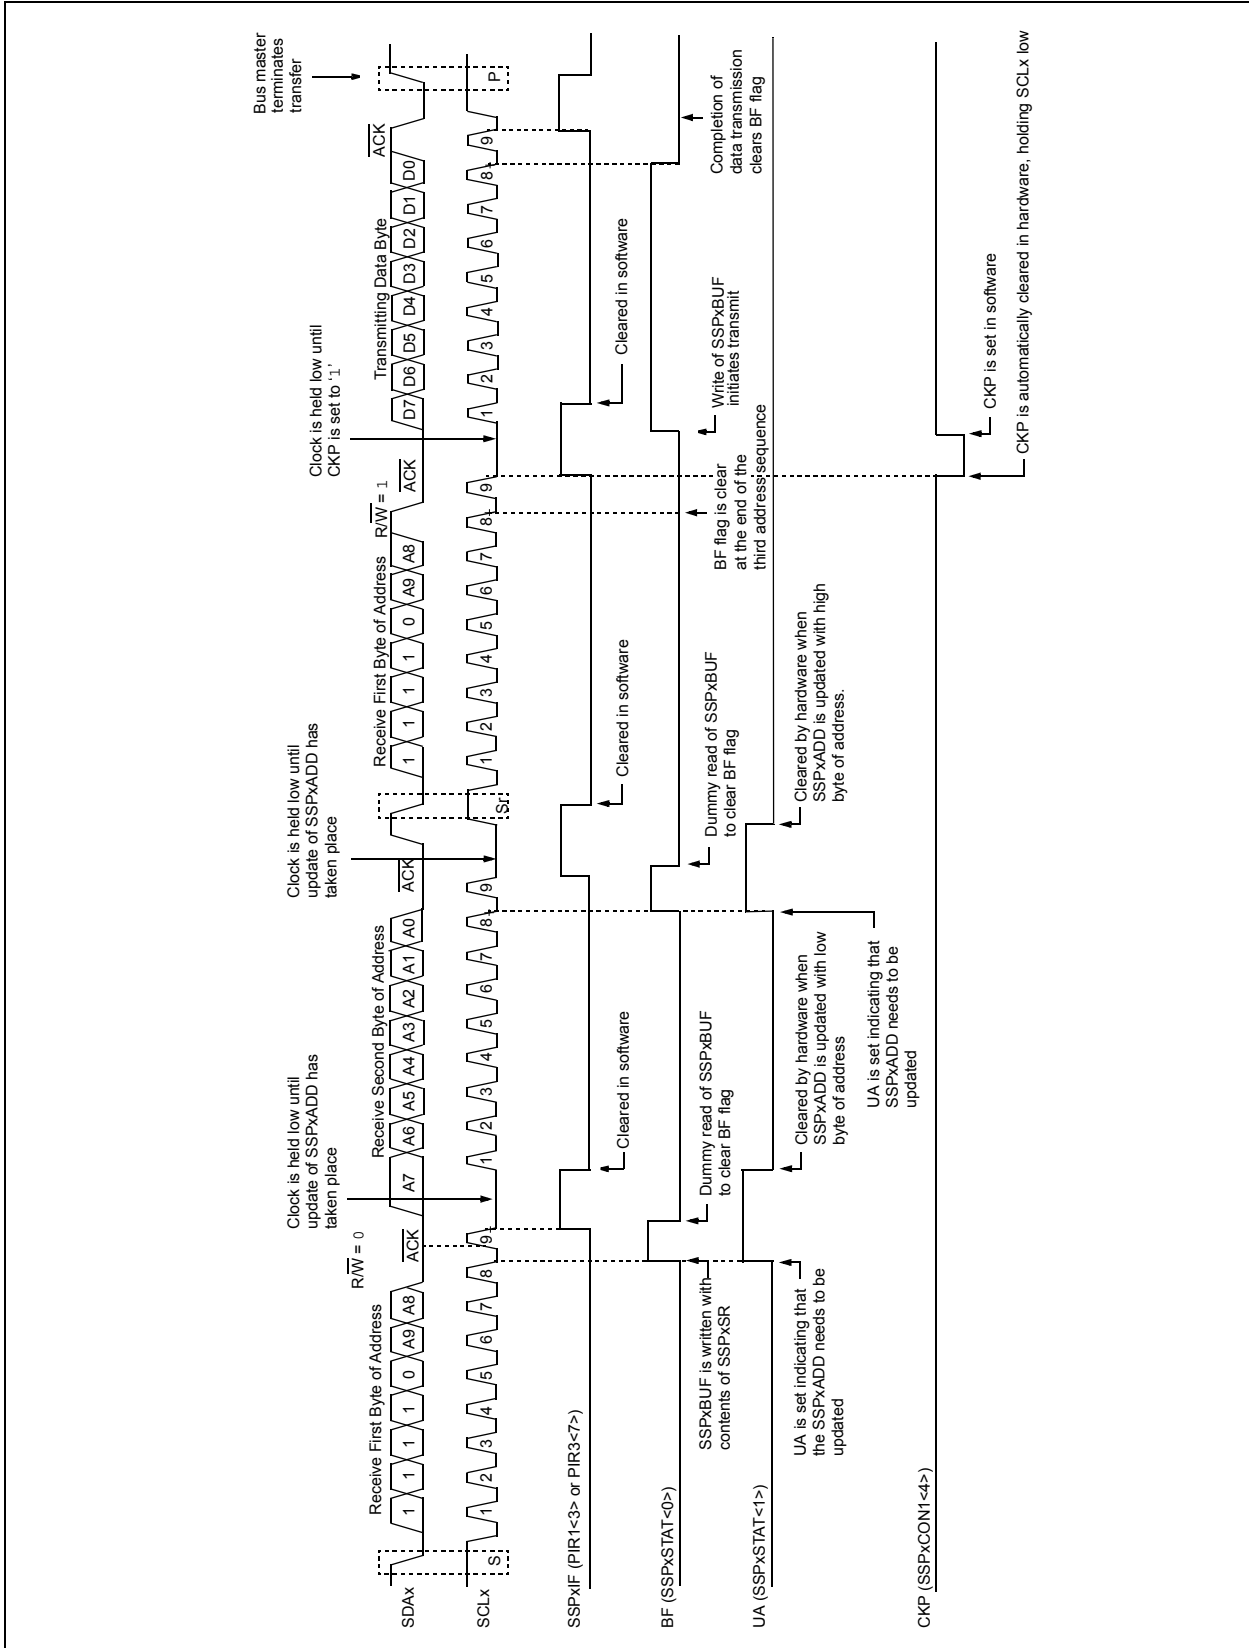 Bus master
terminates
transfer
Clock is held low until
CKP is set to ‘1’
Clock is held low until
update of SSPxADD has
taken place
Clock is held low until
update of SSPxADD has
taken place
R/W = 0
R/W = 1
Receive First Byte of Address
ACK
Receive Second Byte of Address
ACK
Receive First Byte of Address
ACK
Transmitting Data Byte
ACK
SDAx
1 1 1 1 0 A9 A8
A7 A6 A5 A4 A3 A2 A1 A0
1 1 1 1 0 A9 A8
D7 D6 D5 D4 D3 D2 D1 D0
SCLx
S
1 2 3 4 5 6 7 8 9
1 2 3 4 5 6 7 8 9
Sr
1 2 3 4 5 6 7 8 9
1 2 3 4 5 6 7 8 9
P
SSPxIF (PIR1<3> or PIR3<7>)
Cleared in software
Cleared in software
Cleared in software
BF (SSPxSTAT<0>)
SSPxBUF is written with
contents of SSPxSR
Dummy read of SSPxBUF
to clear BF flag
Dummy read of SSPxBUF
to clear BF flag
BF flag is clear
at the end of the
third address sequence
Write of SSPxBUF
initiates transmit
Completion of
data transmission
clears BF flag
UA (SSPxSTAT<1>)
UA is set indicating that
the SSPxADD needs to be
updated
Cleared by hardware when
SSPxADD is updated with low
byte of address
UA is set indicating that
SSPxADD needs to be
updated
Cleared by hardware when
SSPxADD is updated with high
byte of address.
CKP (SSPxCON1<4>)
CKP is set in software
CKP is automatically cleared in hardware, holding SCLx low